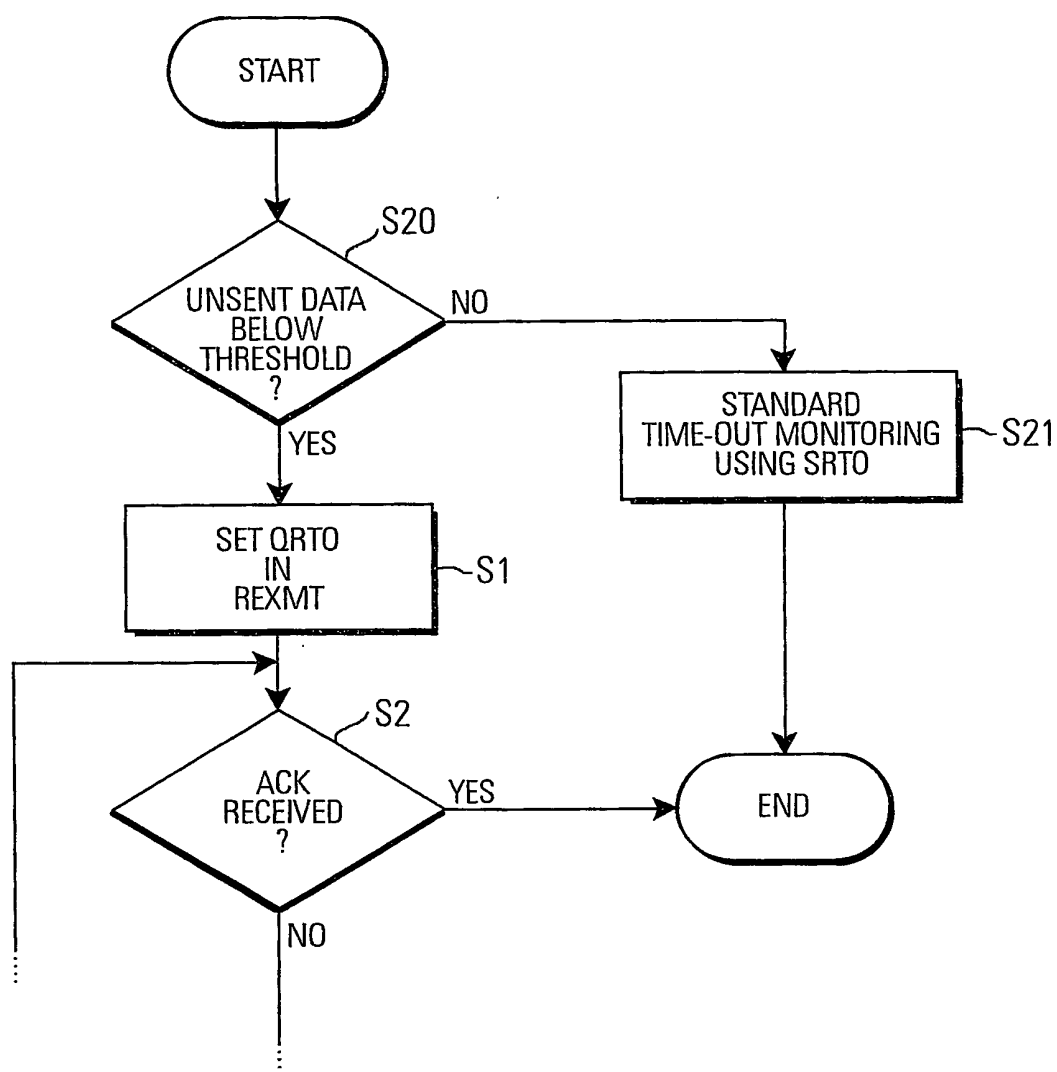 START
S20
UNSENT DATA
BELOW
THRESHOLD
?
NO
YES
STANDARD
TIME-OUT MONITORING
USING SRTO
S21
SET QRTO
IN
REXMT
S1
S2
ACK
RECEIVED
?
YES
END
NO